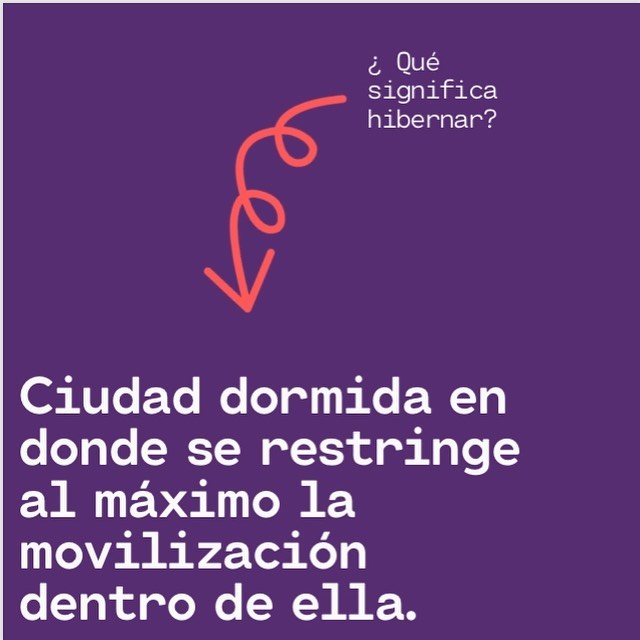 ¿ Qué
significa
hibernar?
Ciudad dormida en
donde se restringe
al máximo la
movilización
dentro de ella.